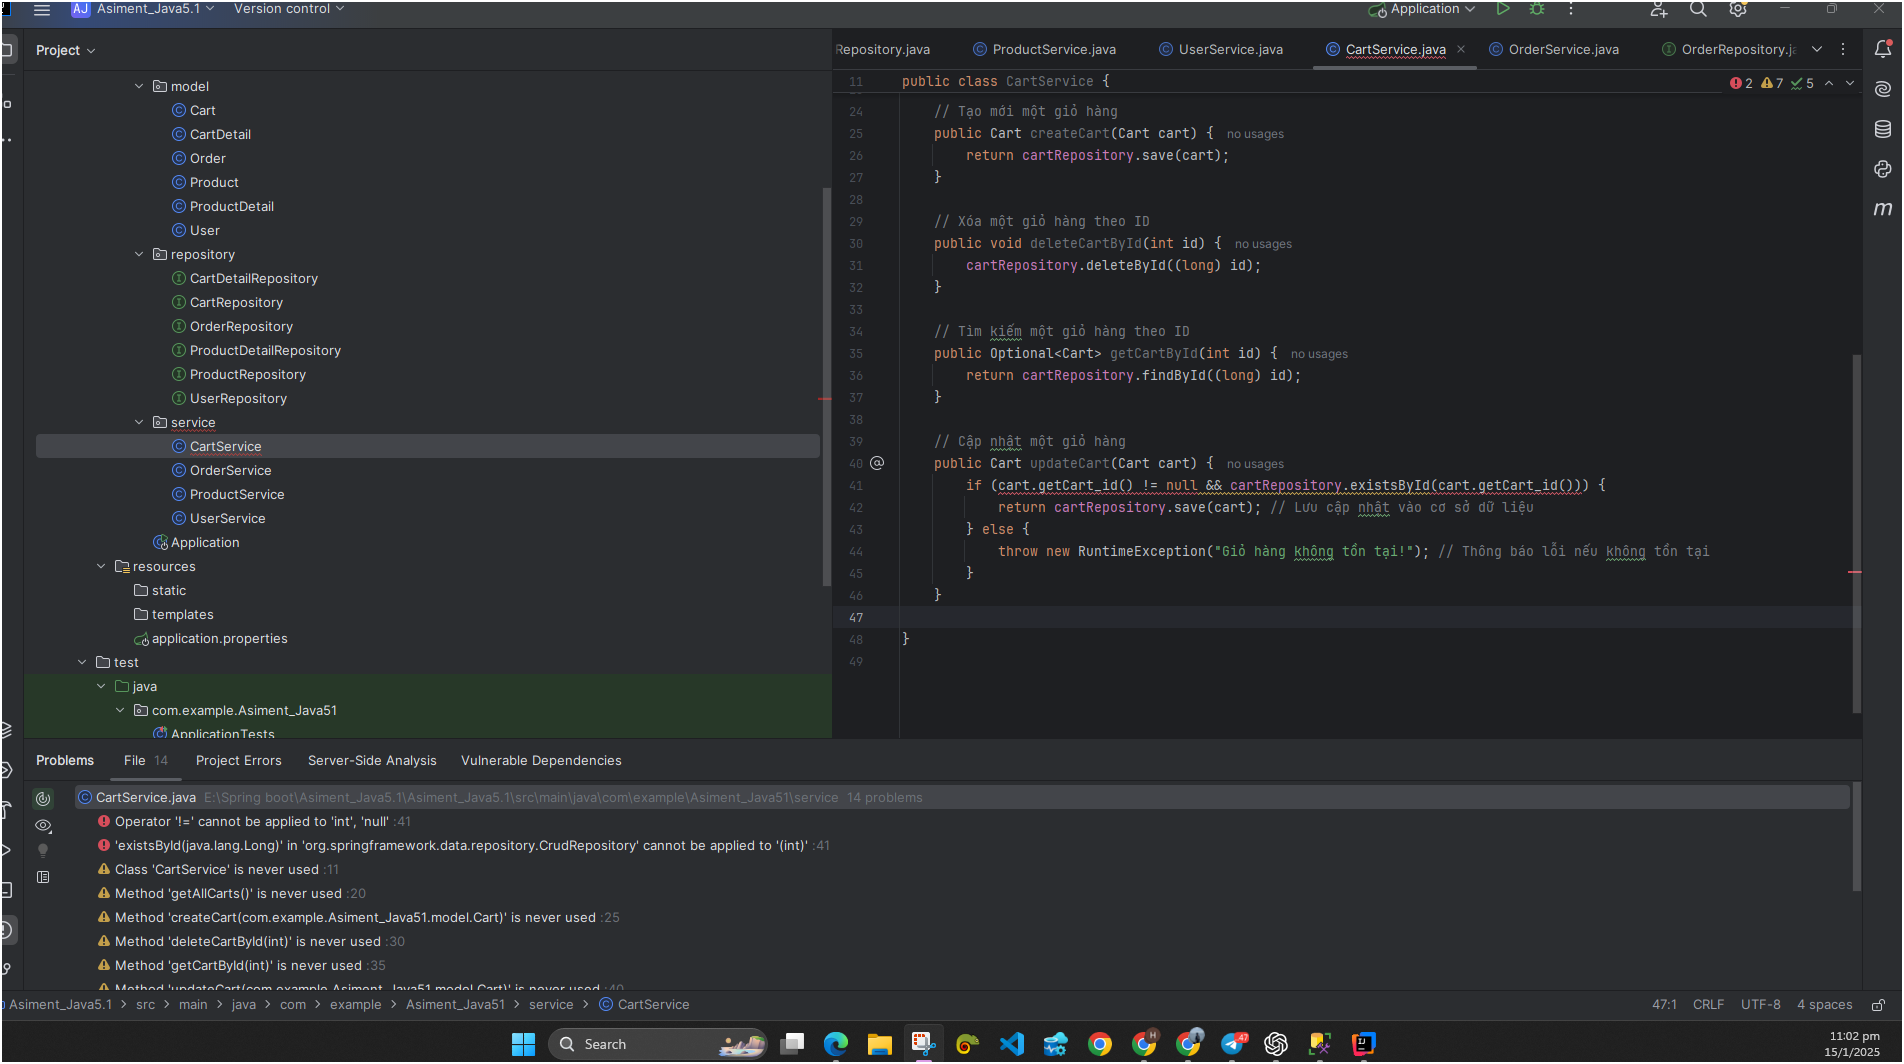 AJ Asiment_Java5.1 Version control Application
Project
model
Cart
CartDetail
Order
Product
ProductDetail
User
repository
CartDetailRepository
CartRepository
OrderRepository
ProductDetailRepository
ProductRepository
UserRepository
service
CartService
OrderService
ProductService
UserService
Application
resources
static
templates
application.properties
test
java
com.example.Asiment_Java51
ApplicationTests
Repository.java ProductService.java UserService.java CartService.java OrderService.java OrderRepository.ja
11 public class CartService { 2 7 5
24 // Tạo mới một giỏ hàng
25 public Cart createCart(Cart cart) { no usages
26 return cartRepository.save(cart);
27 }
28
29 // Xóa một giỏ hàng theo ID
30 public void deleteCartById(int id) { no usages
31 cartRepository.deleteById((long) id);
32 }
33
34 // Tìm kiếm một giỏ hàng theo ID
35 public Optional<Cart> getCartById(int id) { no usages
36 return cartRepository.findById((long) id);
37 }
38
39 // Cập nhật một giỏ hàng
40 public Cart updateCart(Cart cart) { no usages
41 if (cart.getCart_id() != null && cartRepository.existsById(cart.getCart_id())) {
42 return cartRepository.save(cart); // Lưu cập nhật vào cơ sở dữ liệu
43 } else {
44 throw new RuntimeException("Giỏ hàng không tồn tại!"); // Thông báo lỗi nếu không tồn tại
45 }
46 }
47
48 }
49
m
Problems File 14 Project Errors Server-Side Analysis Vulnerable Dependencies
CartService.java E:\Spring boot\Asiment_Java5.1\Asiment_Java5.1\src\main\java\com\example\Asiment_Java51\service 14 problems
Operator '!=' cannot be applied to 'int', 'null' :41
'existsById(java.lang.Long)' in 'org.springframework.data.repository.CrudRepository' cannot be applied to '(int)' :41
Class 'CartService' is never used :11
Method 'getAllCarts()' is never used :20
Method 'createCart(com.example.Asiment_Java51.model.Cart)' is never used :25
Method 'deleteCartById(int)' is never used :30
Method 'getCartById(int)' is never used :35
Method 'updateCart(com.example.Asiment_Java51.model.Cart)' is never used :40
Asiment_Java5.1 > src > main > java > com > example > Asiment_Java51 > service > CartService 47:1 CRLF UTF-8 4 spaces
Search 47 11:02 pm
15/1/2025